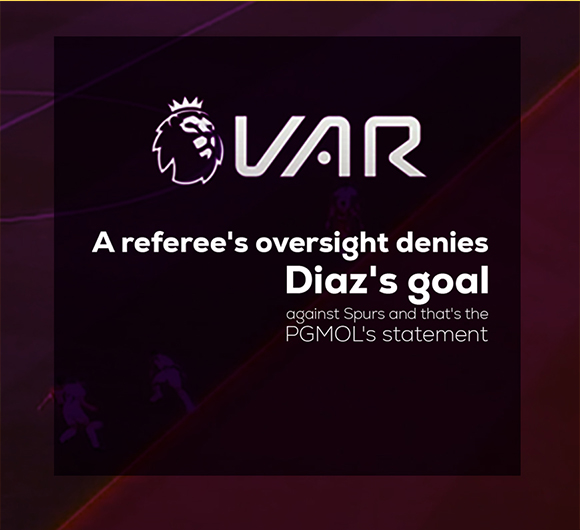 VAR
A referee's oversight denies
Diaz's goal
against Spurs and that's the
PGMOL's statement